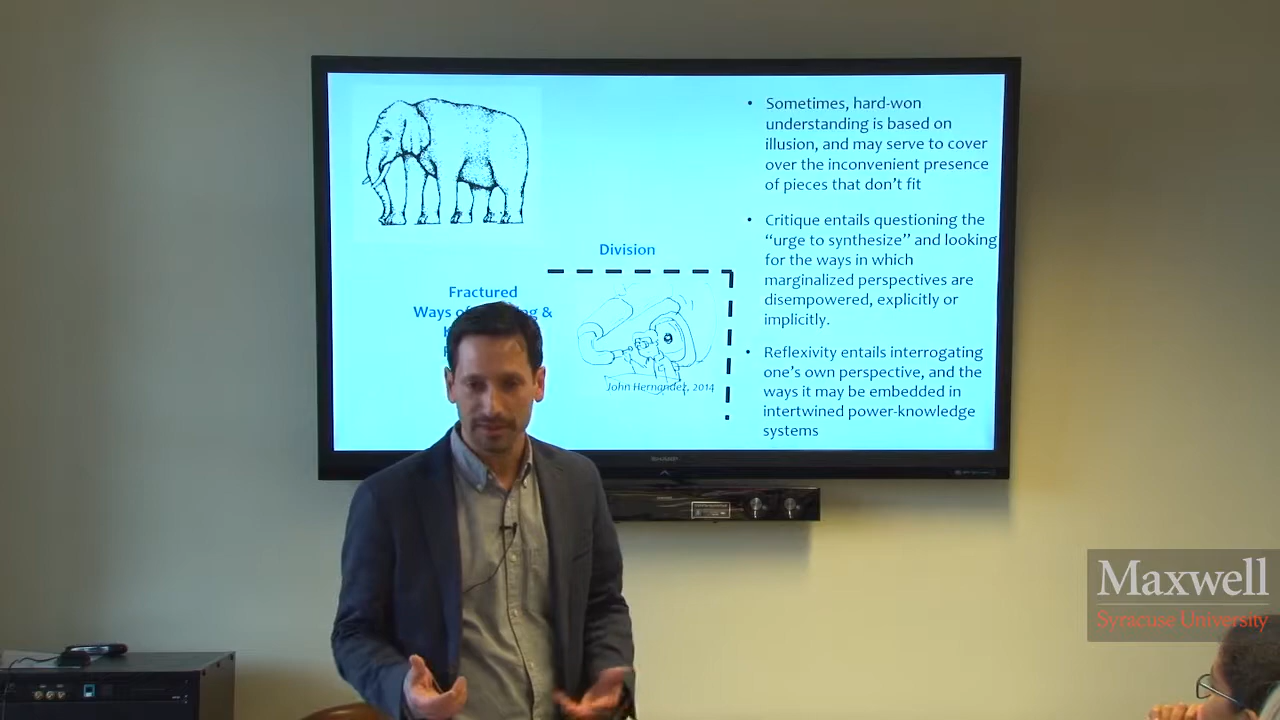 Sometimes, hard-won
understanding is based on
illusion, and may serve to cover
over the inconvenient presence
of pieces that don't fit
Division
Critique entails questioning the
"urge to synthesize" and looking
for the ways in which
marginalized perspectives are
disempowered, explicitly or
implicitly.
Fractured
Ways &
John Hernandez, 2014
Reflexivity entails interrogating
one's own perspective, and the
ways it may be embedded in
intertwined power-knowledge
systems
SHARP
Maxwell
Syracuse University